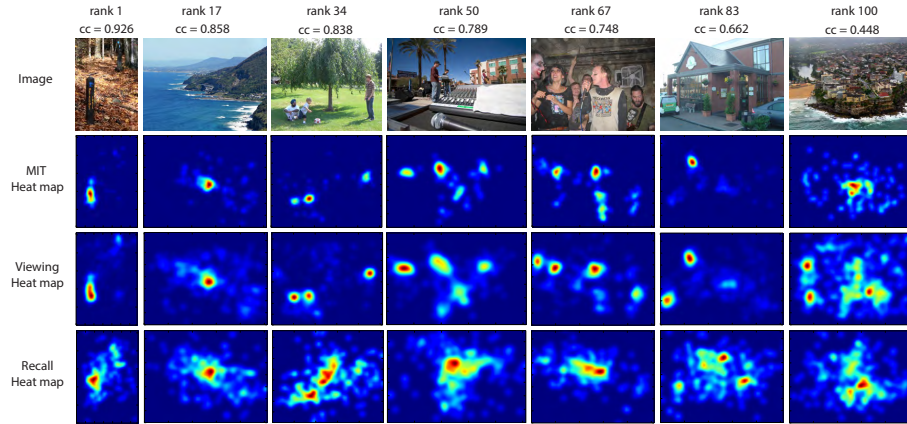 rank 1 rank 17 rank 34 rank 50 rank 67 rank 83 rank 100
cc = 0.926 cc = 0.858 cc = 0.838 cc = 0.789 cc = 0.748 cc = 0.662 cc = 0.448
Image
MIT
Heat map
Viewing
Heat map
Recall
Heat map